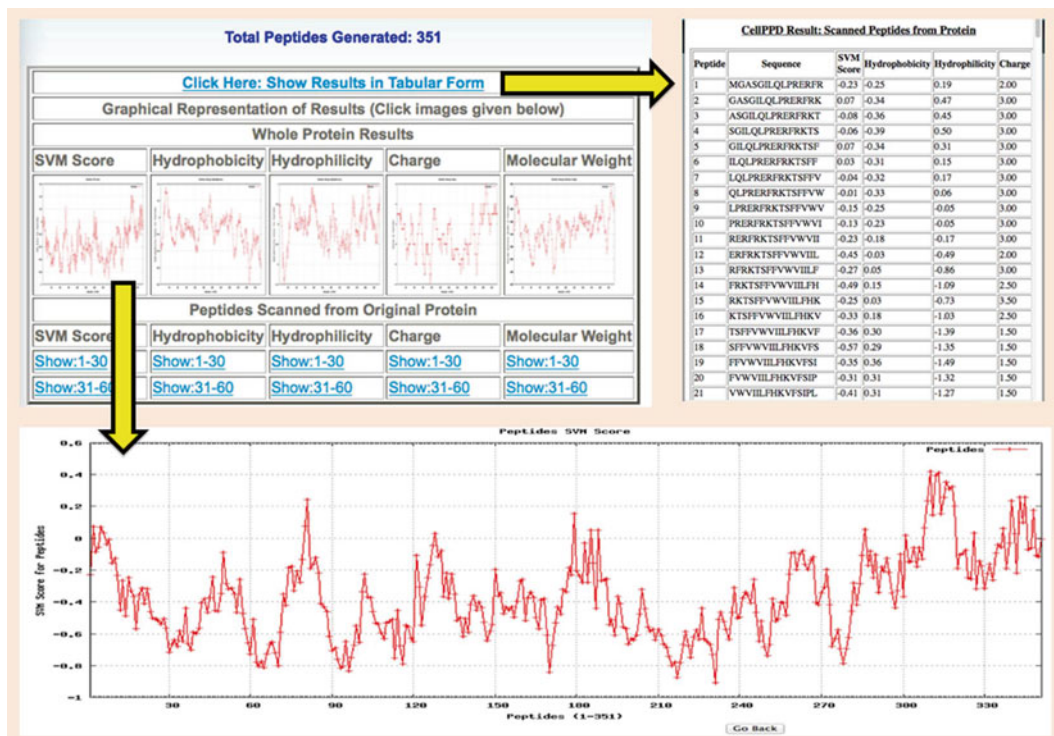 Total Peptides Generated: 351
Click Here: Show Results in Tabular Form
Graphical Representation of Results (Click images given below)
Whole Protein Results
SVM Score Hydrophobicity Hydrophilicity Charge Molecular Weight
Peptides Scanned from Original Protein
SVM Score Hydrophobicity Hydrophilicity Charge Molecular Weight
Show:1-30 Show:1-30 Show:1-30 Show:1-30 Show:1-30
Show:31-60 Show:31-60 Show:31-60 Show:31-60 Show:31-60
CellPPD Result: Scanned Peptides from Protein
Peptide Sequence SVM Score Hydrophobicity Hydrophilicity Charge
1 MGASGILQLPRERFR -0.23 -0.25 0.19 2.00
2 GASGILQLPRERFRK 0.07 -0.34 0.47 3.00
3 ASGILQLPRERFRKT -0.08 -0.36 0.45 3.00
4 SGILQLPRERFRKTS -0.06 -0.39 0.50 3.00
5 GILQLPRERFRKTSF 0.07 -0.34 0.31 3.00
6 ILQLPRERFRKTSFF 0.03 -0.31 0.15 3.00
7 LQLPRERFRKTSFFV -0.04 -0.32 0.17 3.00
8 QLPRERFRKTSFFVW -0.01 -0.33 0.06 3.00
9 LPRERFRKTSFFVWV -0.15 -0.25 -0.05 3.00
10 PRERFRKTSFFVWVI -0.13 -0.23 -0.05 3.00
11 RERFRKTSFFVWVII -0.23 -0.18 -0.17 3.00
12 ERFRKTSFFVWVIIL -0.45 -0.03 -0.49 2.00
13 RFRKTSFFVWVIILF -0.27 0.05 -0.86 3.00
14 FRKTSFFVWVIILFH -0.49 0.15 -1.09 2.50
15 RKTSFFVWVIILFHK -0.25 0.03 -0.73 3.50
16 KTSFFVWVIILFHKV -0.33 0.18 -1.03 2.50
17 TSFFVWVIILFHKVF -0.36 0.30 -1.39 1.50
18 SFFVWVIILFHKVFS -0.57 0.29 -1.35 1.50
19 FFVWVIILFHKVFSI -0.35 0.36 -1.49 1.50
20 FVWVIILFHKVFSIP -0.31 0.31 -1.32 1.50
21 VWVIILFHKVFSIPL -0.41 0.31 -1.27 1.50
Peptides SVM Score
Peptides
SVM Score for Peptides
0.6
0.4
0.2
0
-0.2
-0.4
-0.6
-0.8
-1
30 60 90 120 150 180 210 240 270 300 330
Peptides (1-351)
Go Back